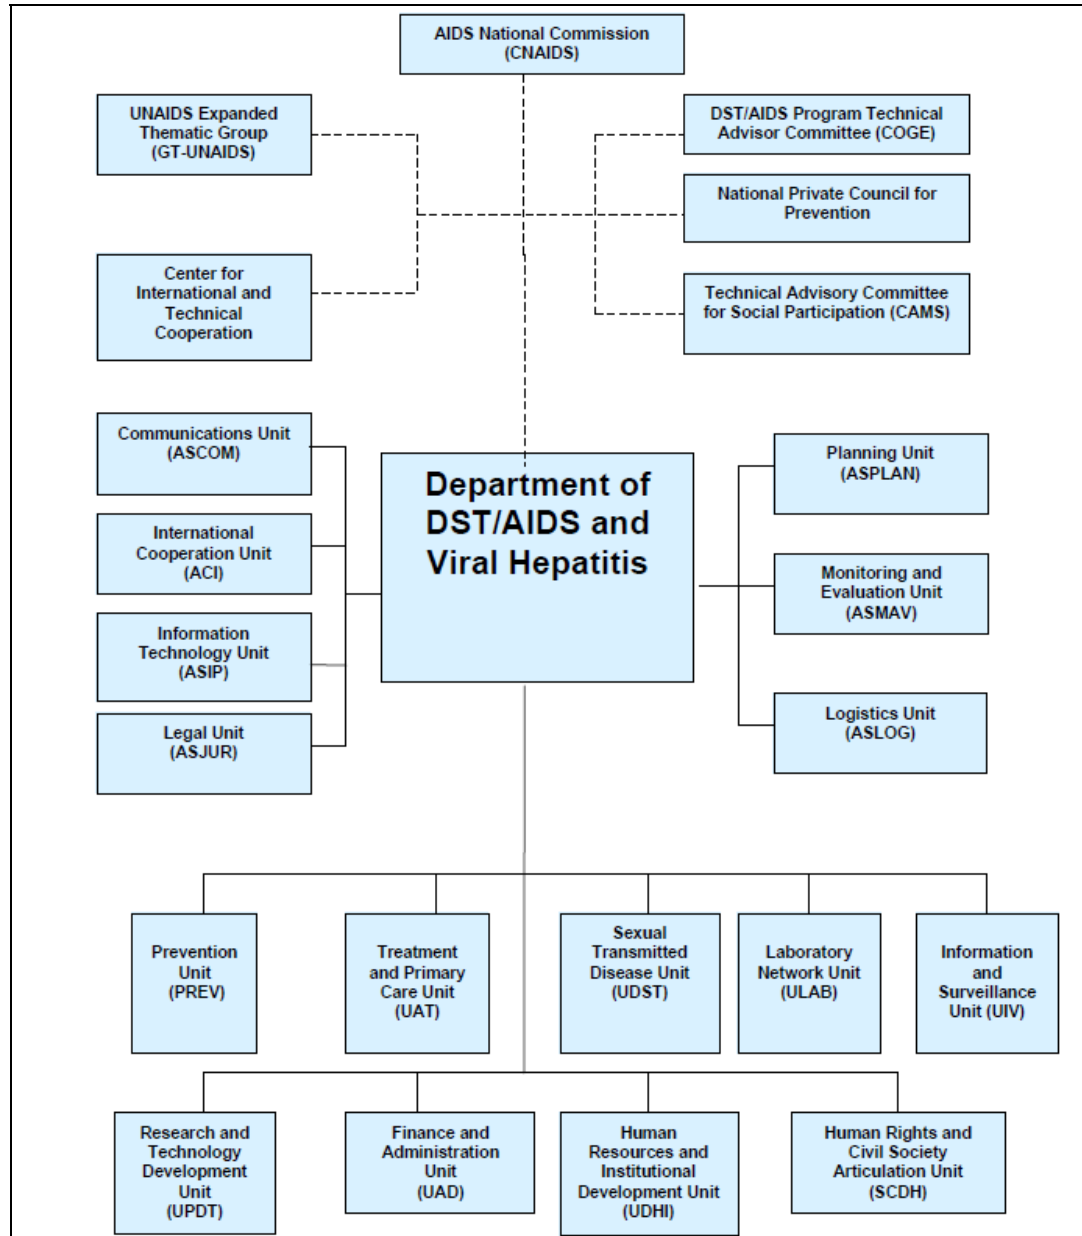 AIDS National Commission
(CNAIDS)
UNAIDS Expanded
Thematic Group
(GT-UNAIDS)
DST/AIDS Program Technical
Advisor Committee (COGE)
National Private Council for
Prevention
Center for
International and
Technical
Cooperation
Technical Advisory Committee
for Social Participation (CAMS)
Communications Unit
(ASCOM)
International
Cooperation Unit
(ACI)
Information
Technology Unit
(ASIP)
Legal Unit
(ASJUR)
Department of
DST/AIDS and
Viral Hepatitis
Planning Unit
(ASPLAN)
Monitoring and
Evaluation Unit
(ASMAV)
Logistics Unit
(ASLOG)
Prevention
Unit
(PREV)
Treatment
and Primary
Care Unit
(UAT)
Sexual
Transmitted
Disease Unit
(UDST)
Laboratory
Network Unit
(ULAB)
Information
and
Surveillance
Unit (UIV)
Research and
Technology
Development
Unit
(UPDT)
Finance and
Administration
Unit
(UAD)
Human
Resources and
Institutional
Development Unit
(UDHI)
Human Rights and
Civil Society
Articulation Unit
(SCDH)